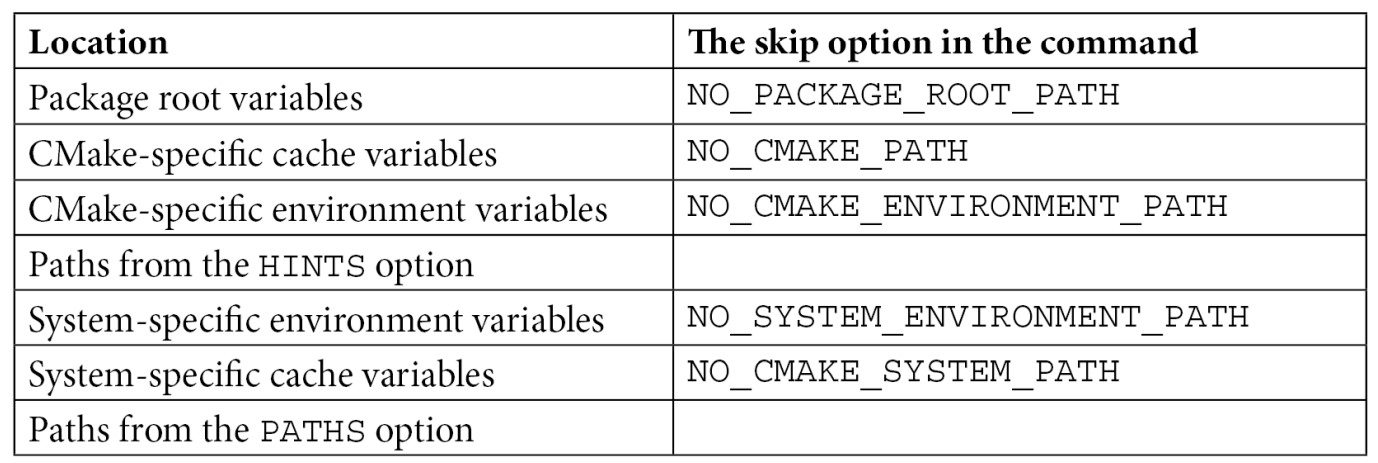 Location The skip option in the command
Package root variables NO_PACKAGE_ROOT_PATH
CMake-specific cache variables NO_CMAKE_PATH
CMake-specific environment variables NO_CMAKE_ENVIRONMENT_PATH
Paths from the HINTS option
System-specific environment variables NO_SYSTEM_ENVIRONMENT_PATH
System-specific cache variables NO_CMAKE_SYSTEM_PATH
Paths from the PATHS option